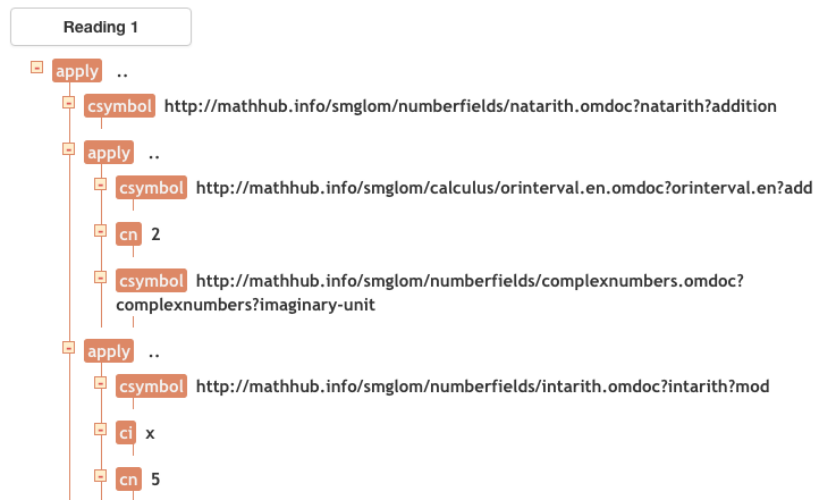 Reading 1
apply ..
csymbol http://mathhub.info/smglom/numberfields/natarith.omdoc?natarith?addition
apply ..
csymbol http://mathhub.info/smglom/calculus/orinterval.en.omdoc?orinterval.en?add
cn 2
csymbol http://mathhub.info/smglom/numberfields/complexnumbers.omdoc?
complexnumbers?imaginary-unit
apply ..
csymbol http://mathhub.info/smglom/numberfields/intarith.omdoc?intarith?mod
ci x
cn 5